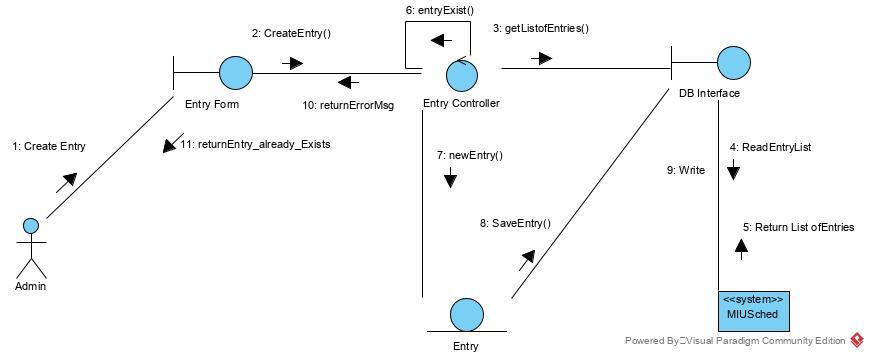 6: entryExist()
2: CreateEntry()
3: getListofEntries()
Entry Form
10: returnErrorMsg
Entry Controller
DB Interface
1: Create Entry
11: returnEntry_already_Exists
7: newEntry()
4: ReadEntryList
9: Write
8: SaveEntry()
5: Return List ofEntries
Admin
<<system>>
MIUSched
Entry
Powered By Visual Paradigm Community Edition